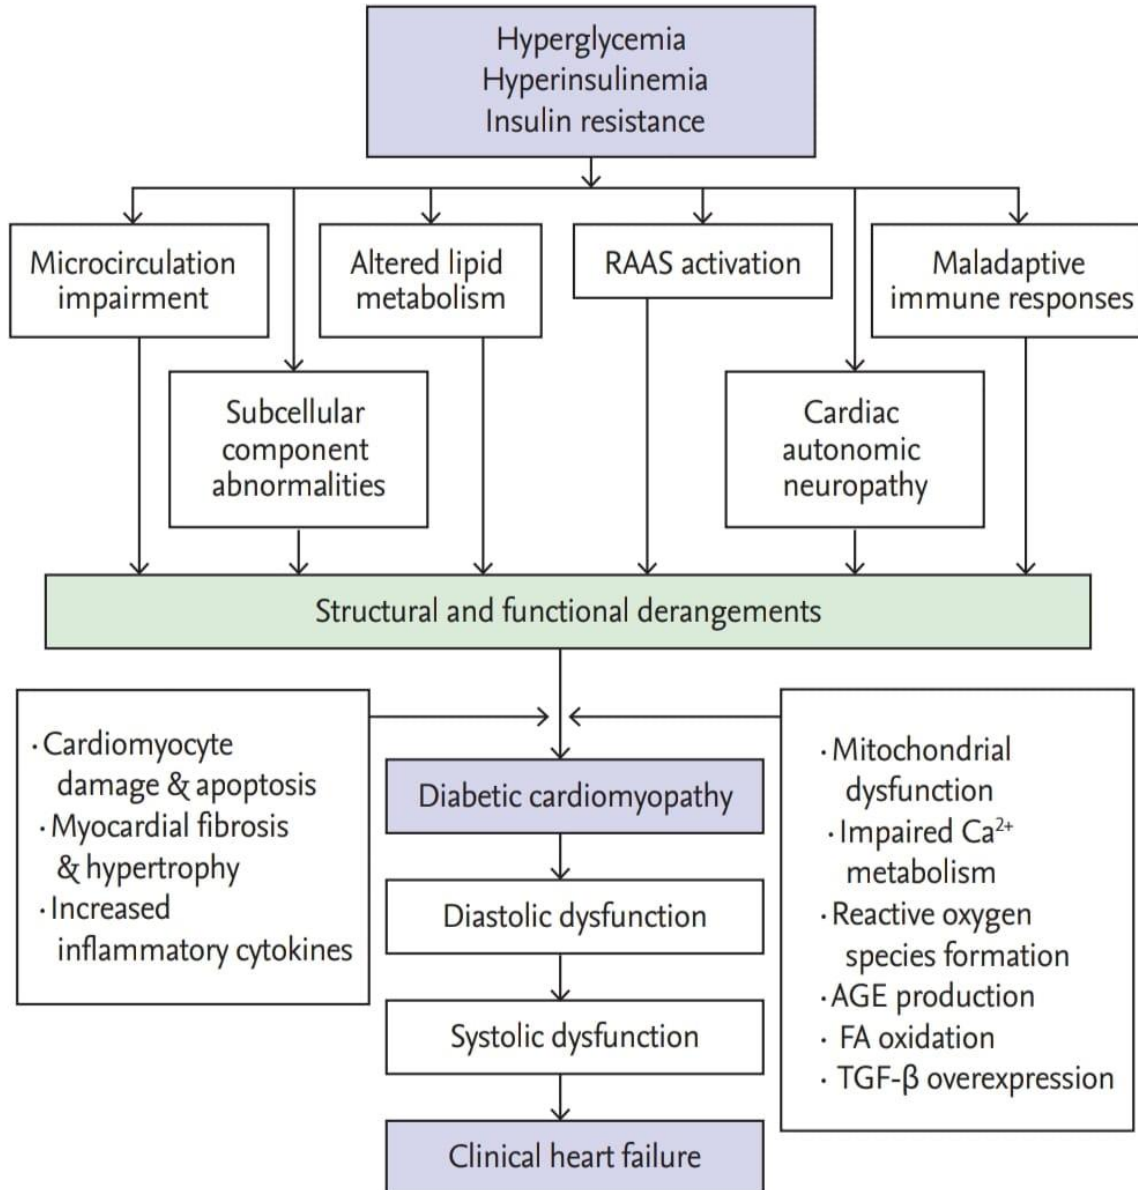 Hyperglycemia
Hyperinsulinemia
Insulin resistance
Microcirculation
impairment
Altered lipid
metabolism
RAAS activation
Maladaptive
immune responses
Subcellular
component
abnormalities
Cardiac
autonomic
neuropathy
Structural and functional derangements
· Cardiomyocyte
damage & apoptosis
· Myocardial fibrosis
& hypertrophy
· Increased
inflammatory cytokines
· Mitochondrial
dysfunction
· Impaired Ca²⁺
metabolism
· Reactive oxygen
species formation
· AGE production
· FA oxidation
· TGF-β overexpression
Diabetic cardiomyopathy
Diastolic dysfunction
Systolic dysfunction
Clinical heart failure